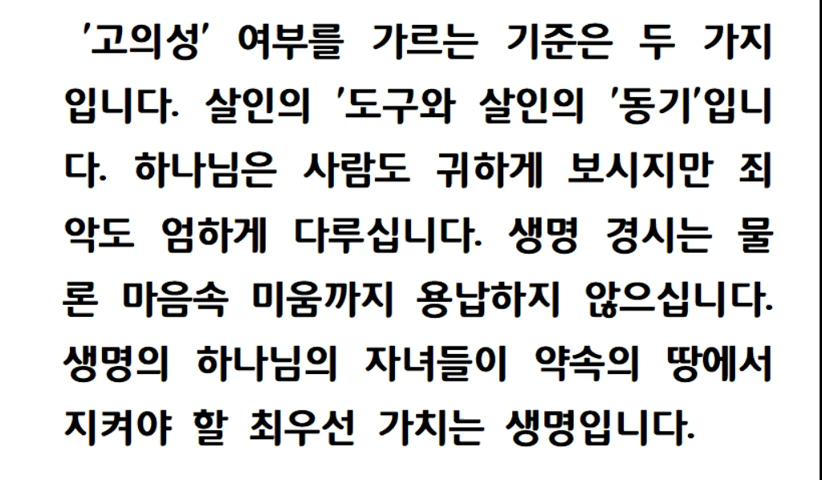 '고의성' 여부를 가르는 기준은 두 가지
입니다. 살인의 '도구와 살인의 '동기'입니
다. 하나님은 사람도 귀하게 보시지만 죄
악도 엄하게 다루십니다. 생명 경시는 물
론 마음속 미움까지 용납하지 않으십니다.
생명의 하나님의 자녀들이 약속의 땅에서
지켜야 할 최우선 가치는 생명입니다.